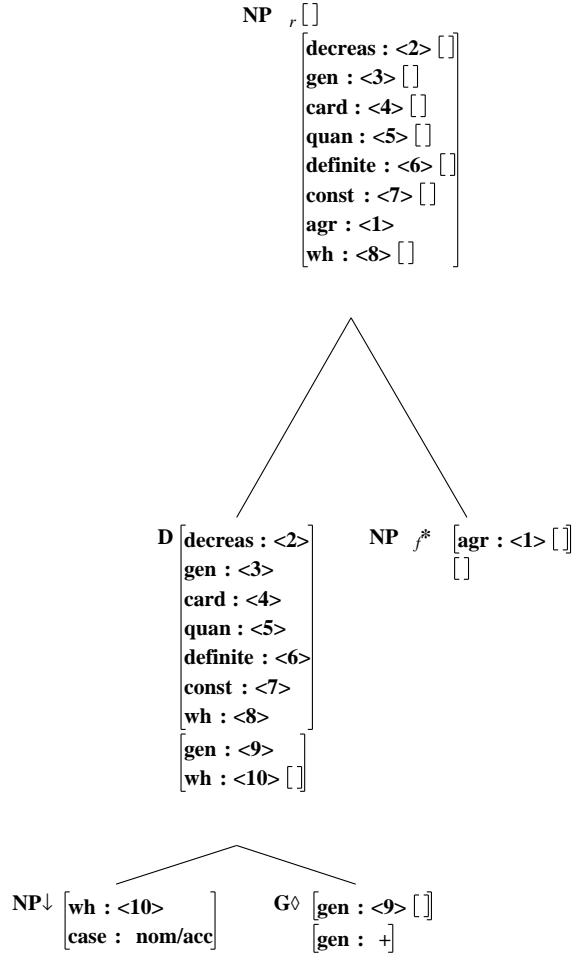 NP r []
decreas : <2> []
gen : <3> []
card : <4> []
quan : <5> []
definite : <6> []
const : <7> []
agr : <1>
wh : <8> []
D decreas : <2>
gen : <3>
card : <4>
quan : <5>
definite : <6>
const : <7>
wh : <8>
gen : <9>
wh : <10> []
NP f* [agr : <1> []]
[]
NP↓ wh : <10>
case : nom/acc
G◊ [gen : <9> []]
[gen : +]